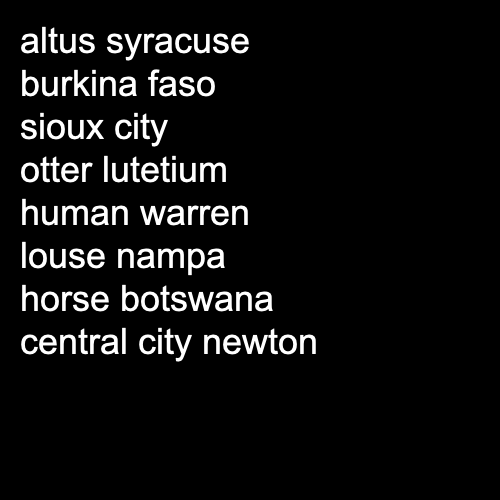 altus syracuse
burkina faso
sioux city
otter lutetium
human warren
louse nampa
horse botswana
central city newton